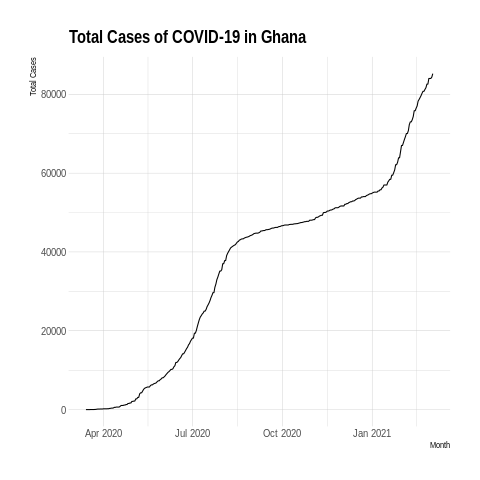 Total Cases of COVID-19 in Ghana
Total Cases
80000
60000
40000
20000
0
Apr 2020 Jul 2020 Oct 2020 Jan 2021
Month